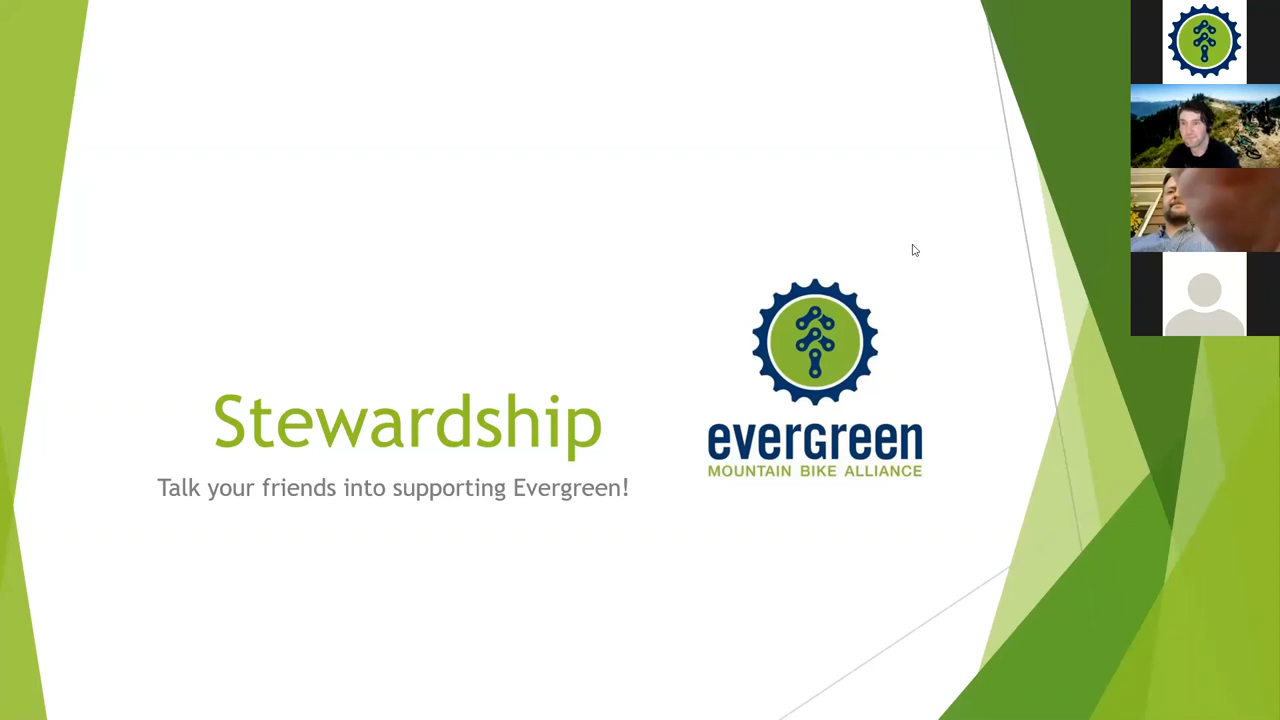 Stewardship
Talk your friends into supporting Evergreen!
everGreen
MOUNTAIN BIKE ALLIANCE